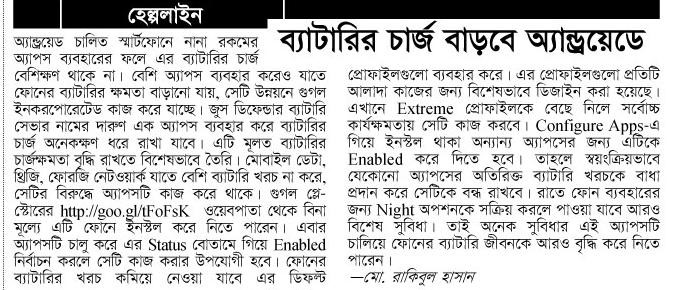 হেল্পলাইন
ব্যাটারির চার্জ বাড়বে অ্যান্ড্রয়েডে
অ্যান্ড্রয়েড চালিত স্মার্টফোনে নানা রকমের
অ্যাপস ব্যবহারের ফলে এর ব্যাটারির চার্জ
বেশিক্ষণ থাকে না। বেশি অ্যাপস ব্যবহার করেও যাতে
ফোনের ব্যাটারির ক্ষমতা বাড়ানো যায়, সেটি উন্নয়নে গুগল
ইনকরপোরেটেড কাজ করে যাচ্ছে। জুস ডিফেন্ডার ব্যাটারি
সেভার নামের দারুণ এক অ্যাপস ব্যবহার করে ব্যাটারির
চার্জ অনেকক্ষণ ধরে রাখা যাবে। এটি মূলত ব্যাটারির
চার্জক্ষমতা বৃদ্ধি রাখতে বিশেষভাবে তৈরি। মোবাইল ডেটা,
থ্রিজি, ফোরজি নেটওয়ার্ক যাতে বেশি ব্যাটারি খরচ না করে,
সেটির বিরুদ্ধে অ্যাপসটি কাজ করে থাকে। গুগল প্লে-
স্টোরের http://goo.gl/tFoFsK ওয়েবপাতা থেকে বিনা
মূল্যে এটি ফোনে ইনস্টল করে নিতে পারেন। এবার
অ্যাপসটি চালু করে এর Status বোতামে গিয়ে Enabled
নির্বাচন করলে সেটি কাজ করার উপযোগী হবে। ফোনের
ব্যাটারির খরচ কমিয়ে নেওয়া যাবে এর ডিফল্ট
প্রোফাইলগুলো ব্যবহার করে। এর প্রোফাইলগুলো প্রতিটি
আলাদা কাজের জন্য বিশেষভাবে ডিজাইন করা হয়েছে।
এখানে Extreme প্রোফাইলকে বেছে নিলে সর্বোচ্চ
কার্যক্ষমতায় সেটি কাজ করবে। Configure Apps-এ
গিয়ে ইনস্টল থাকা অন্যান্য অ্যাপসের জন্য এটিকে
Enabled করে দিতে হবে। তাহলে স্বয়ংক্রিয়ভাবে
যেকোনো অ্যাপসের অতিরিক্ত ব্যাটারি খরচকে বাধা
প্রদান করে সেটিকে বন্ধ রাখবে। রাতে ফোন ব্যবহারের
জন্য Night অপশনকে সক্রিয় করলে পাওয়া যাবে আরও
বিশেষ সুবিধা। তাই অনেক সুবিধার এই অ্যাপসটি
চালিয়ে ফোনের ব্যাটারি জীবনকে আরও বৃদ্ধি করে নিতে
পারেন।
—মো. রাকিবুল হাসান